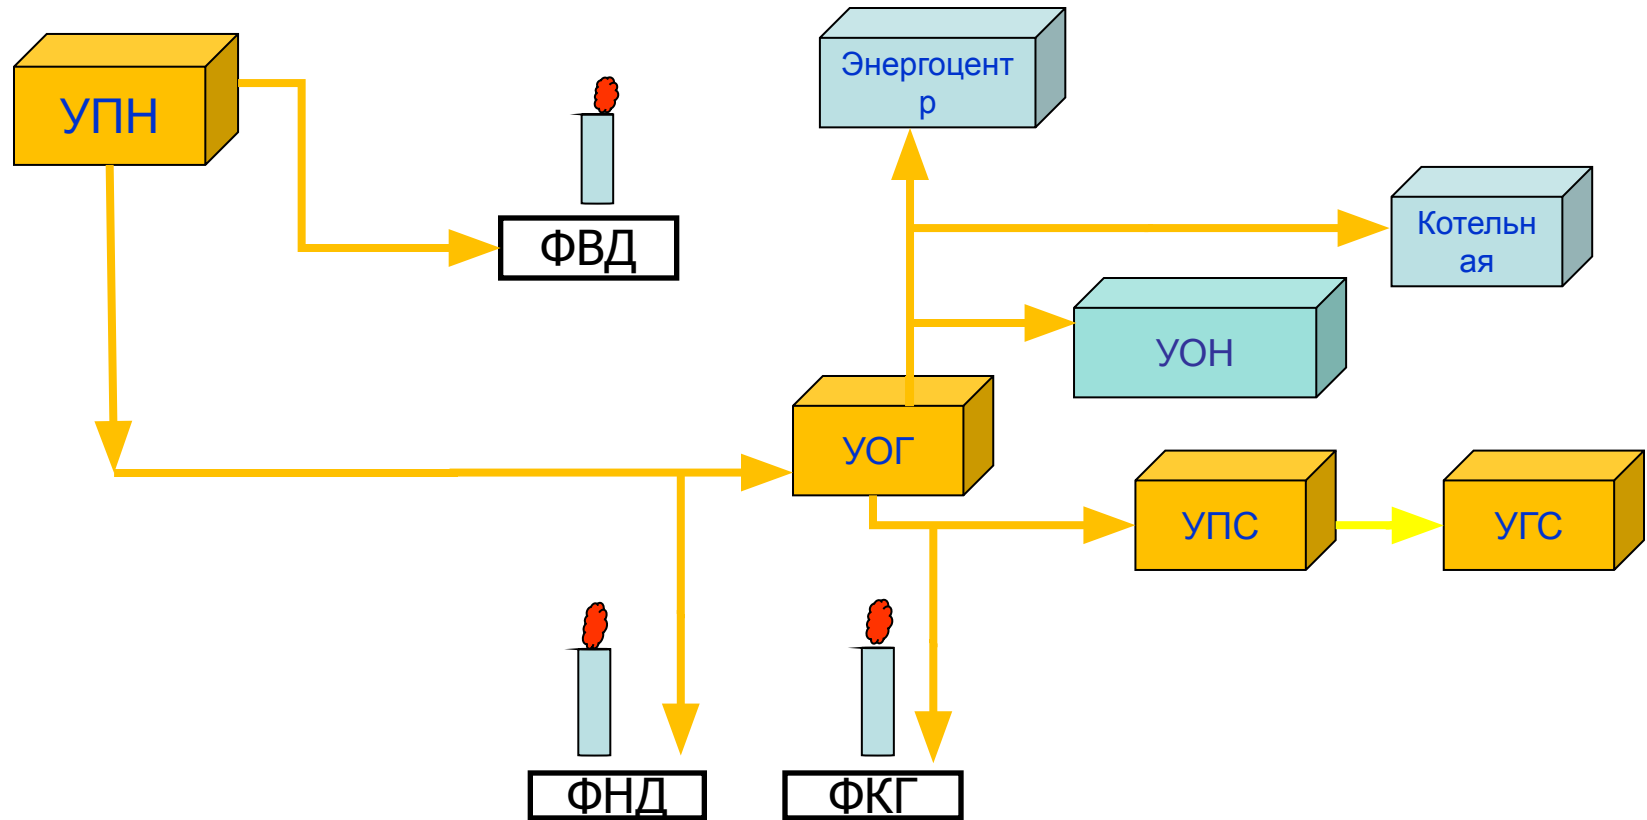 УПН
Энергоцент
р
ФВД
Котельн
ая
УОН
УОГ
УПС
УГС
ФНД
ФКГ